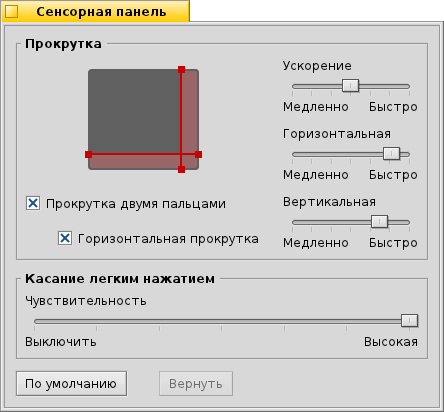 Сенсорная панель
Прокрутка
Ускорение
Медленно Быстро
Горизонтальная
Медленно Быстро
Вертикальная
Медленно Быстро
Прокрутка двумя пальцами
Горизонтальная прокрутка
Касание легким нажатием
Чувствительность
Выключить Высокая
По умолчанию Вернуть